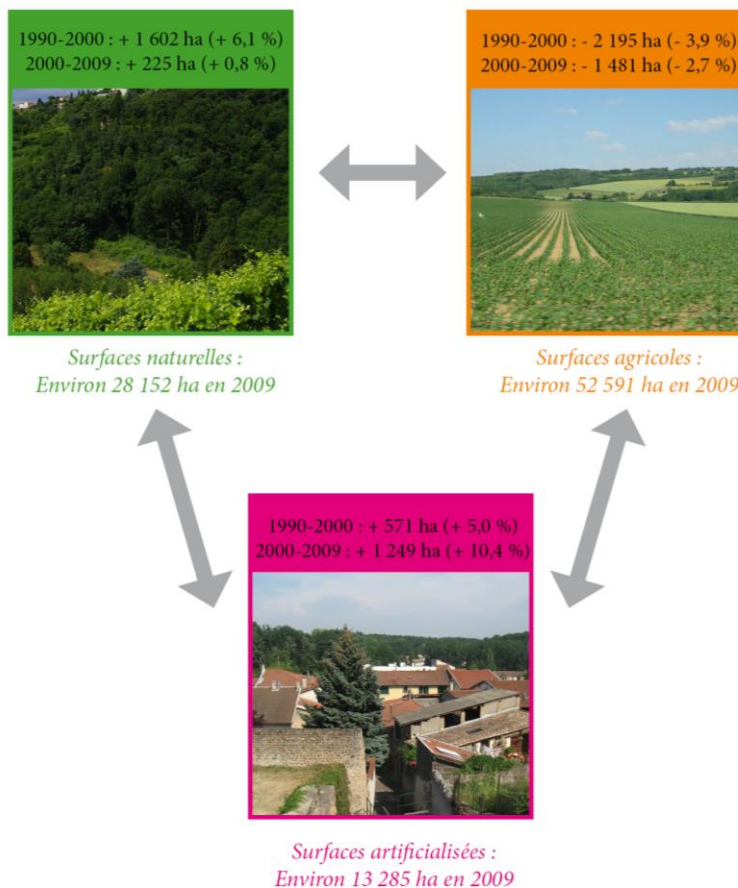 1990-2000 : + 1 602 ha (+ 6,1 %)
2000-2009 : + 225 ha (+ 0,8 %)
1990-2000 : - 2 195 ha (- 3,9 %)
2000-2009 : - 1 481 ha (- 2,7 %)
Surfaces naturelles :
Environ 28 152 ha en 2009
Surfaces agricoles :
Environ 52 591 ha en 2009
1990-2000 : + 571 ha (+ 5,0 %)
2000-2009 : + 1 249 ha (+ 10,4 %)
Surfaces artificialisées :
Environ 13 285 ha en 2009